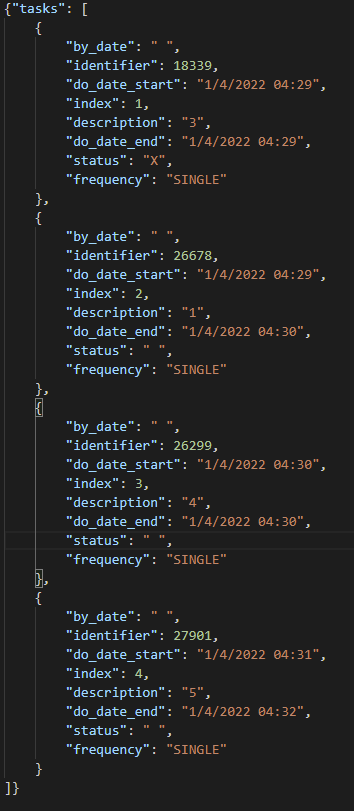 {"tasks": [
{
"by_date": " ",
"identifier": 18339,
"do_date_start": "1/4/2022 04:29",
"index": 1,
"description": "3",
"do_date_end": "1/4/2022 04:29",
"status": "X",
"frequency": "SINGLE"
},
{
"by_date": " ",
"identifier": 26678,
"do_date_start": "1/4/2022 04:29",
"index": 2,
"description": "1",
"do_date_end": "1/4/2022 04:30",
"status": " ",
"frequency": "SINGLE"
},
{
"by_date": " ",
"identifier": 26299,
"do_date_start": "1/4/2022 04:30",
"index": 3,
"description": "4",
"do_date_end": "1/4/2022 04:30",
"status": " ",
"frequency": "SINGLE"
},
{
"by_date": " ",
"identifier": 27901,
"do_date_start": "1/4/2022 04:31",
"index": 4,
"description": "5",
"do_date_end": "1/4/2022 04:32",
"status": " ",
"frequency": "SINGLE"
}
]}